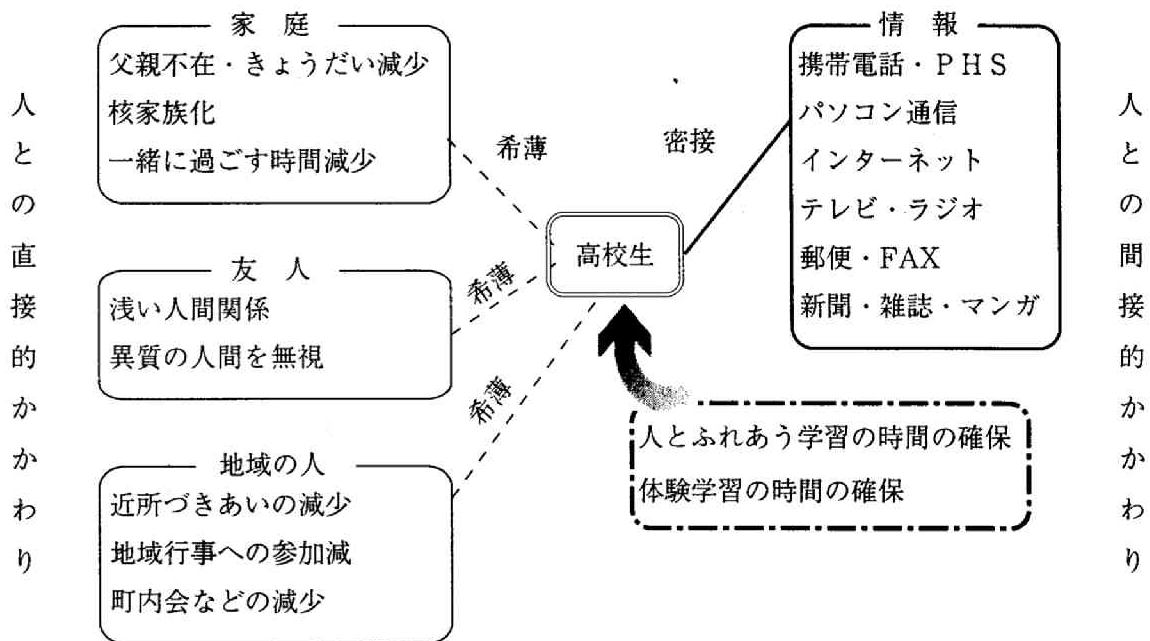 人との直接的かかわり
家庭
父親不在・きょうだい減少
核家族化
一緒に過ごす時間減少
希薄
友人
浅い人間関係
異質の人間を無視
希薄
地域の人
近所づきあいの減少
地域行事への参加減
町内会などの減少
希薄
高校生
密接
情報
携帯電話・PHS
パソコン通信
インターネット
テレビ・ラジオ
郵便・FAX
新聞・雑誌・マンガ
人とふれあう学習の時間の確保
体験学習の時間の確保
人との間接的かかわり